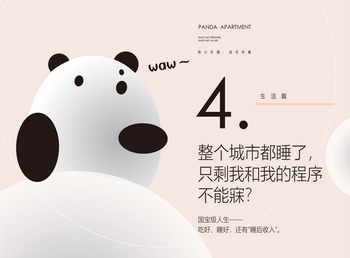 PANDA APARTMENT
waw~
4.
生活篇
整个城市都睡了，
只剩我和我的程序
不能寐？
国宝级人生——
吃好，睡好，还有“睡后收入”。